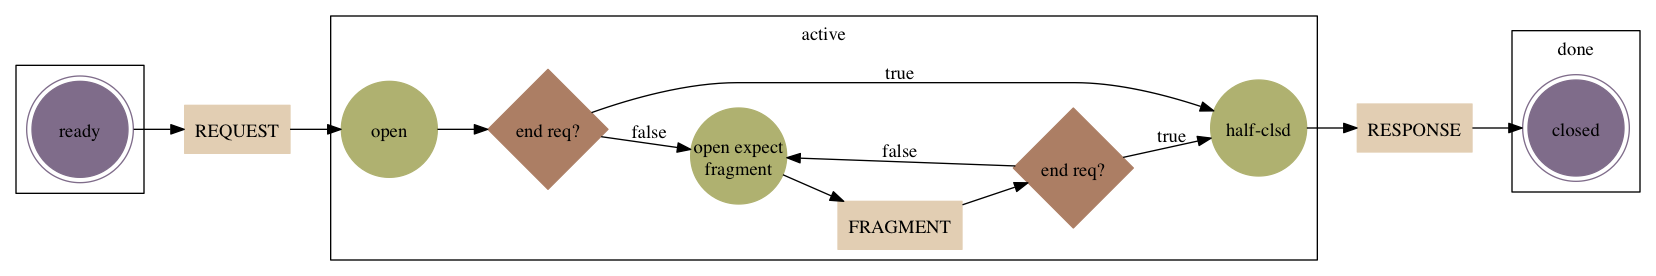 active
done
ready
REQUEST
open
end req?
true
false
open expect
fragment
false
FRAGMENT
end req?
true
half-clsd
RESPONSE
closed